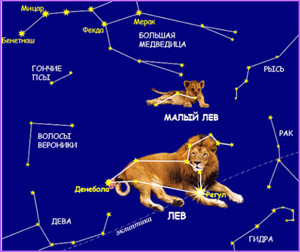 Мицар
Мерак
Бенетнаш
Фекда
БОЛЬШАЯ
МЕДВЕДИЦА
ГОНЧИЕ
ПСЫ
РЫСЬ
МАЛЫЙ ЛЕВ
ВОЛОСЫ
ВЕРОНИКИ
РАК
Денебола
Регул
ЛЕВ
ДЕВА
эклиптика
ГИДРА